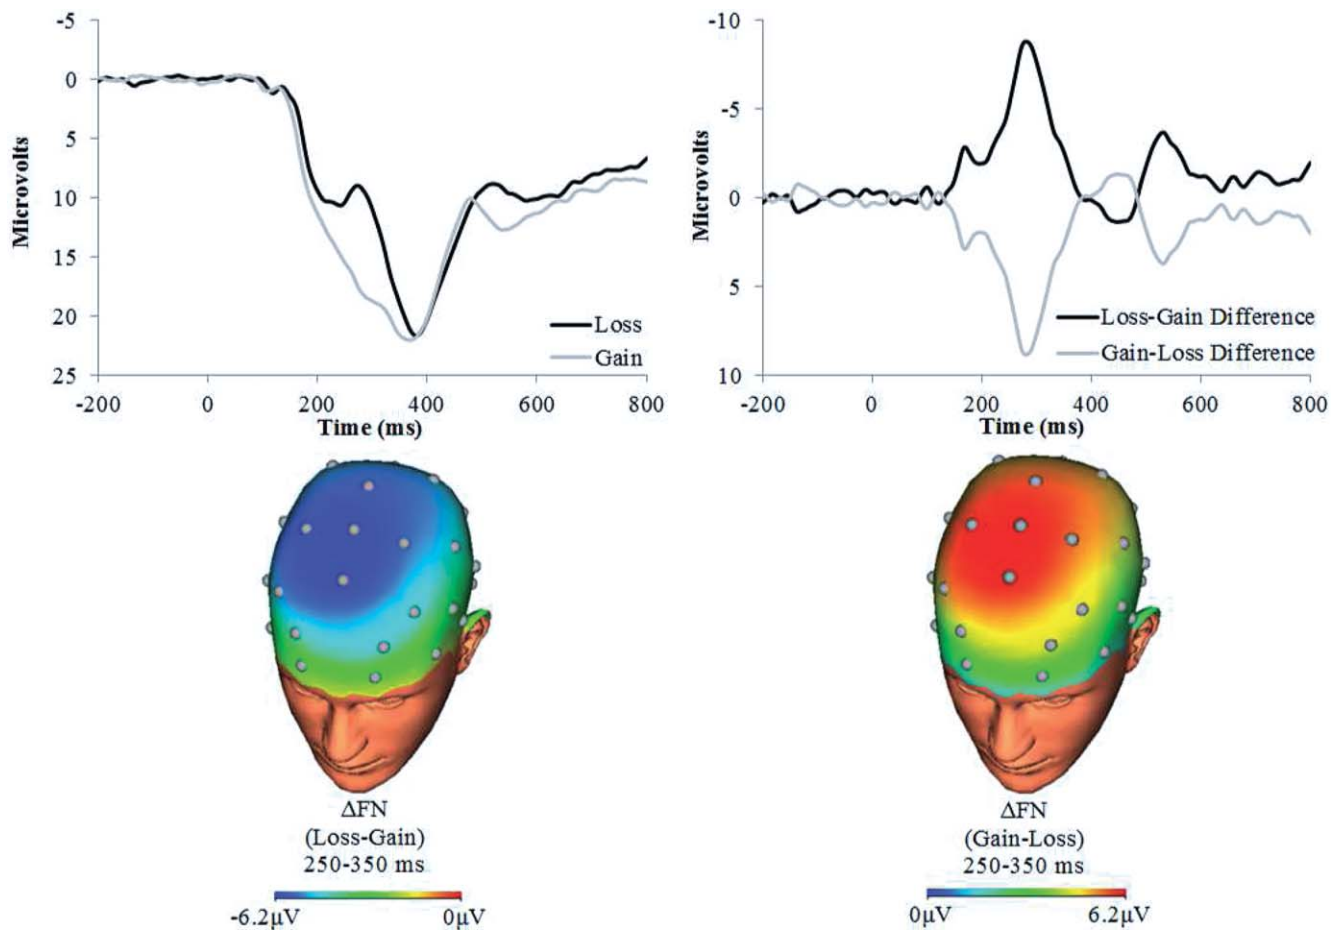 -5
0
5
10
15
20
25
Microvolts
-200 0 200 400 600 800
Time (ms)
Loss
Gain
-10
-5
0
5
10
Microvolts
-200 0 200 400 600 800
Time (ms)
Loss-Gain Difference
Gain-Loss Difference
ΔFN
(Loss-Gain)
250-350 ms
-6.2μV 0μV
ΔFN
(Gain-Loss)
250-350 ms
0μV 6.2μV